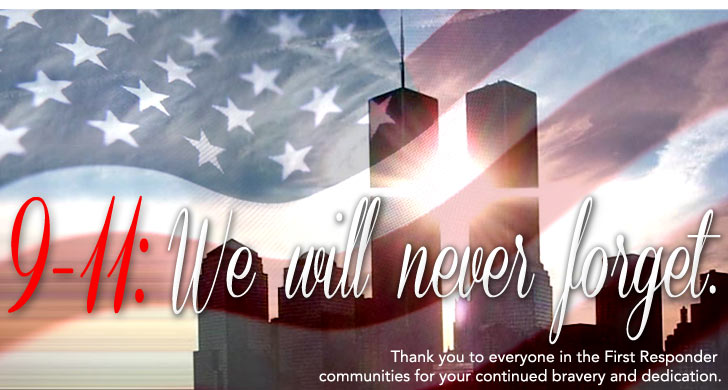 9-11: We will never forget.
Thank you to everyone in the First Responder
communities for your continued bravery and dedication.